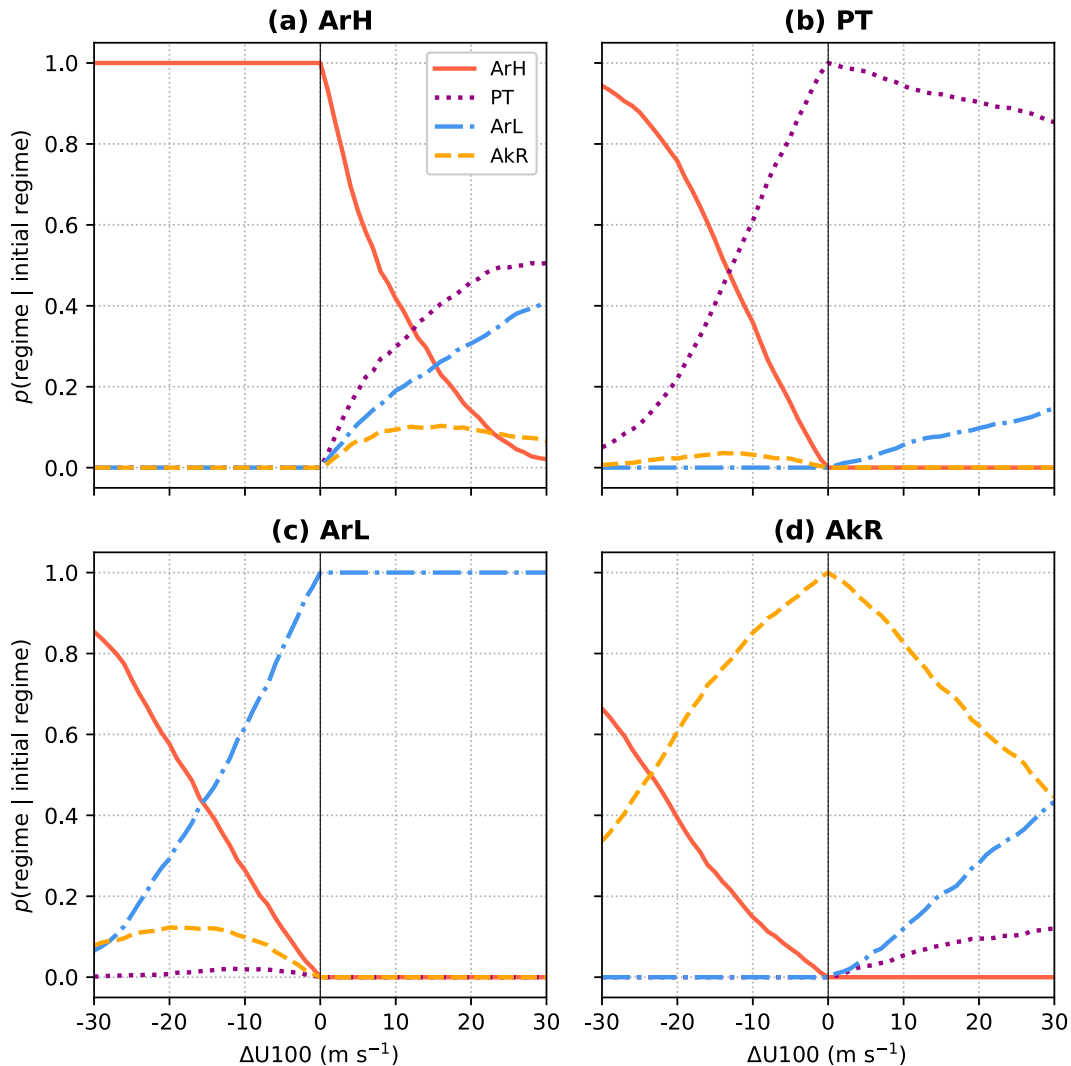 (a) ArH
(b) PT
ArH
PT
ArL
AkR
1.0
0.8
0.6
0.4
0.2
0.0
p(regime | initial regime)
(c) ArL
(d) AkR
1.0
0.8
0.6
0.4
0.2
0.0
p(regime | initial regime)
-30 -20 -10 0 10 20 30
-30 -20 -10 0 10 20 30
ΔU100 (m s⁻¹)
ΔU100 (m s⁻¹)